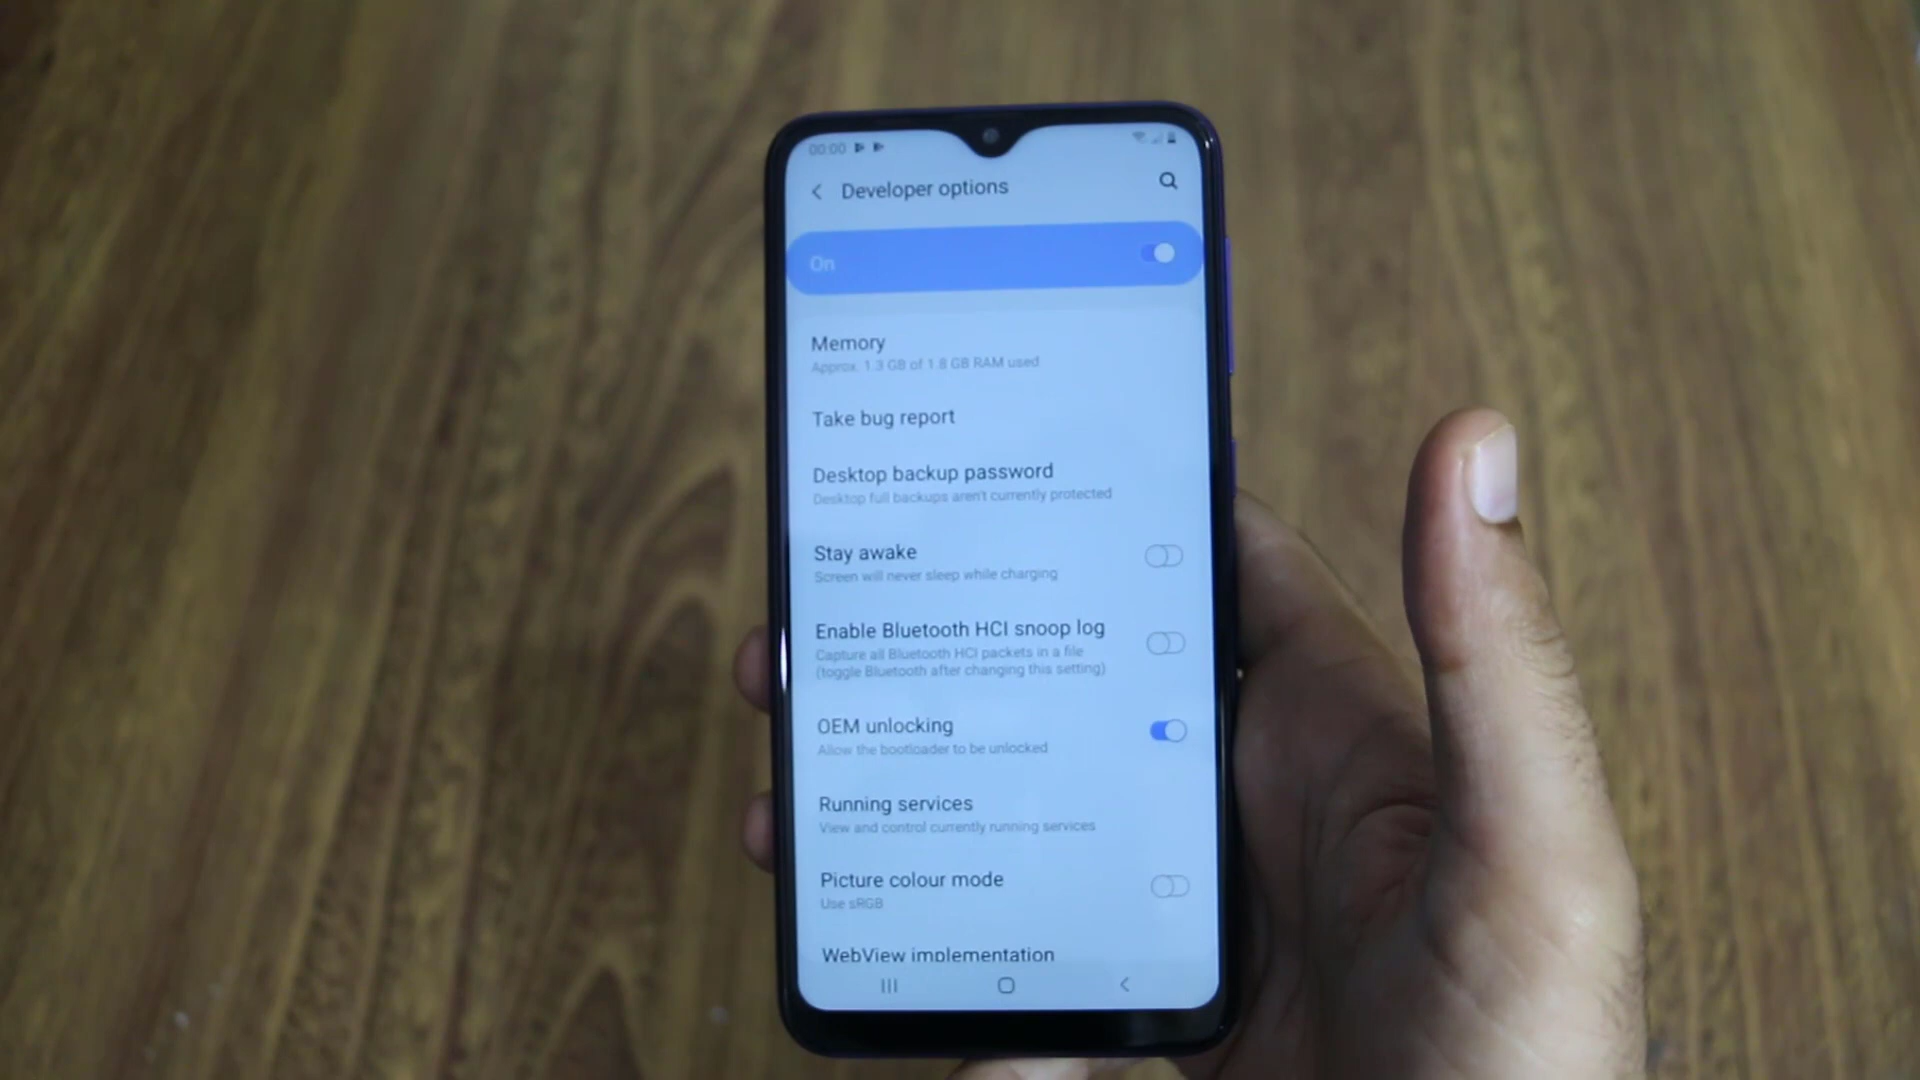 00:00
Developer options
On
Memory
Approx. 1.3 GB of 1.8 GB RAM used
Take bug report
Desktop backup password
Desktop full backups aren't currently protected
Stay awake
Screen will never sleep while charging
Enable Bluetooth HCI snoop log
Capture all Bluetooth HCI packets in a file
(toggle Bluetooth after changing this setting)
OEM unlocking
Allow the bootloader to be unlocked
Running services
View and control currently running services
Picture colour mode
Use sRGB
WebView implementation